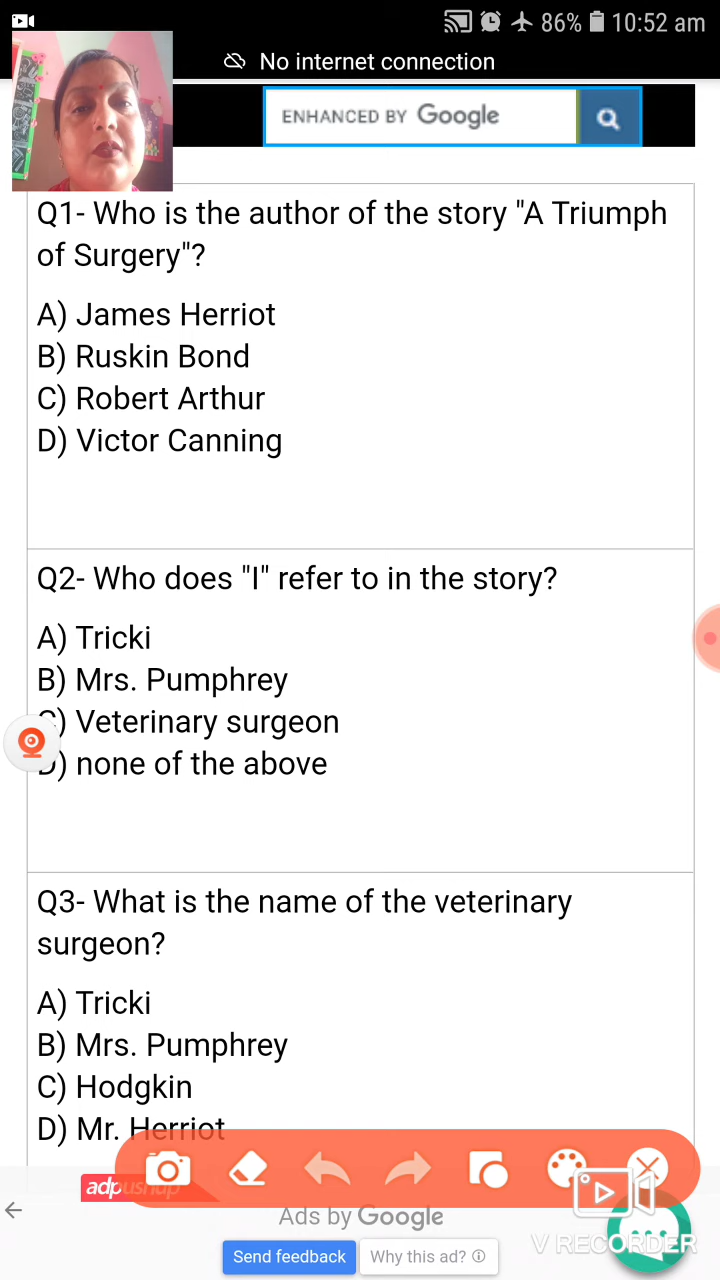 86% 10:52 am
No internet connection
ENHANCED BY Google
Q1- Who is the author of the story "A Triumph
of Surgery"?
A) James Herriot
B) Ruskin Bond
C) Robert Arthur
D) Victor Canning
Q2- Who does "I" refer to in the story?
A) Tricki
B) Mrs. Pumphrey
C) Veterinary surgeon
D) none of the above
Q3- What is the name of the veterinary
surgeon?
A) Tricki
B) Mrs. Pumphrey
C) Hodgkin
D) Mr. Herriot
adpushup
Ads by Google
Send feedback
Why this ad?
V RECORDER